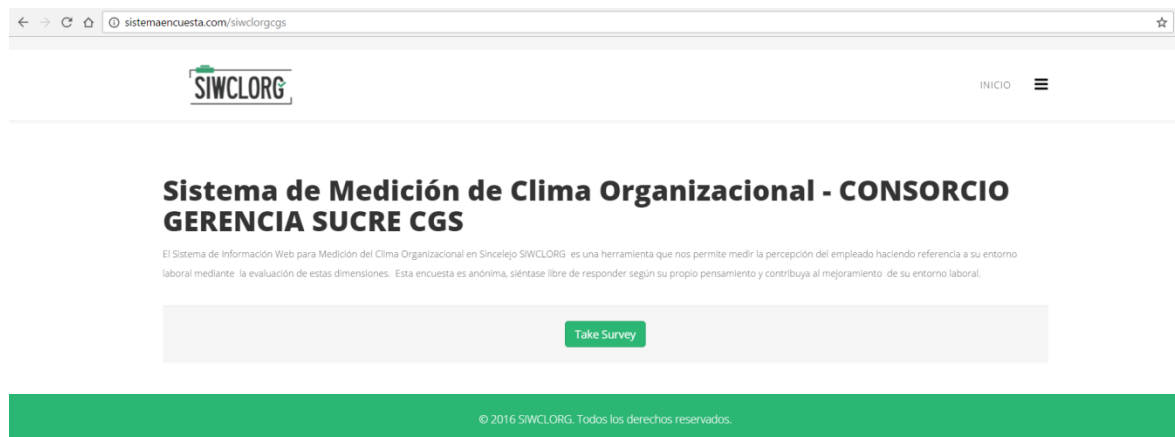 sistemaencuesta.com/siwclorgcgs
SIWCLORG
INICIO
Sistema de Medición de Clima Organizacional - CONSORCIO
GERENCIA SUCRE CGS
El Sistema de Información Web para Medición del Clima Organizacional en Sincelejo SIWCLORG es una herramienta que nos permite medir la percepción del empleado haciendo referencia a su entorno
laboral mediante la evaluación de estas dimensiones. Esta encuesta es anónima, siéntase libre de responder según su propio pensamiento y contribuya al mejoramiento de su entorno laboral.
Take Survey
© 2016 SIWCLORG. Todos los derechos reservados.